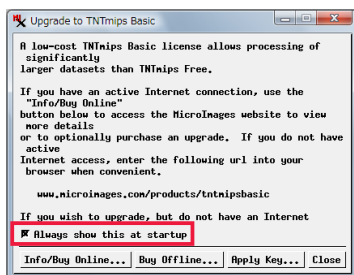 Upgrade to TNTmips Basic
A low-cost TNTmips Basic license allows processing of
significantly
larger datasets than TNTmips Free.
If you have an active Internet connection, use the
"Info/Buy Online"
button below to access the MicroImages website to view
more details
or to optionally purchase an upgrade. If you do not have
active
Internet access, enter the following url into your
browser when convenient.
www.microimages.com/products/tntmipsbasic
If you wish to upgrade, but do not have an Internet
Always show this at startup
Info/Buy Online... Buy Offline... Apply Key... Close